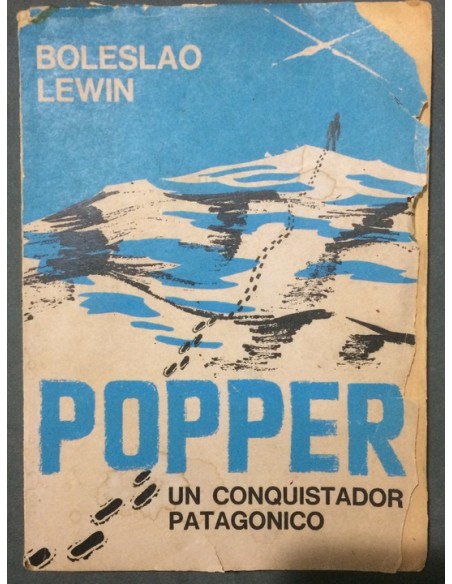 BOLESLAO
LEWIN
POPPER
UN CONQUISTADOR
PATAGONICO